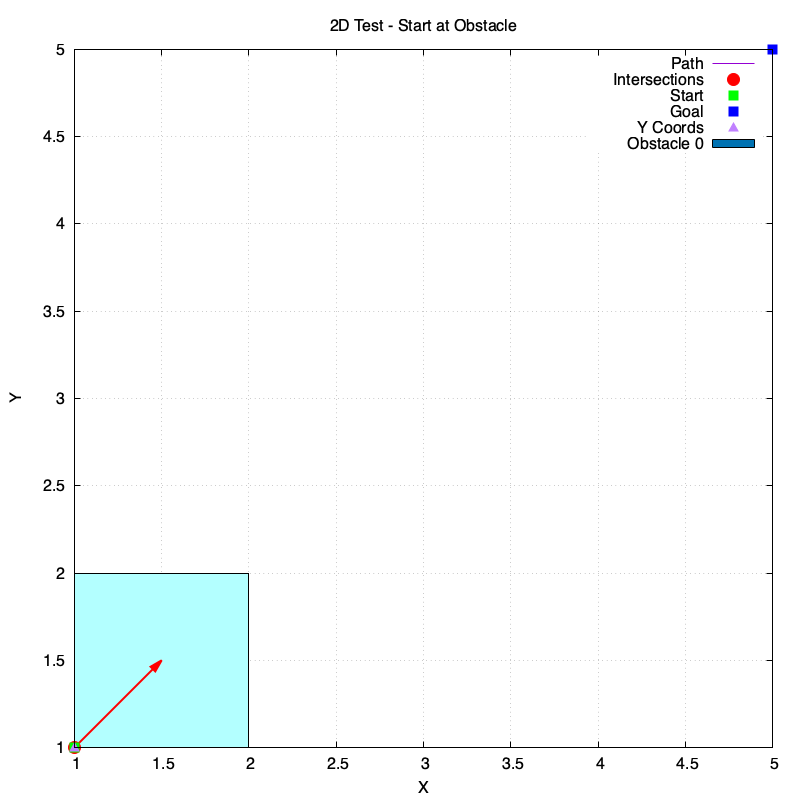 2D Test - Start at Obstacle
Path
Intersections
Start
Goal
Y Coords
Obstacle 0
5
4.5
4
3.5
3
2.5
2
1.5
1
Y
1 1.5 2 2.5 3 3.5 4 4.5 5
X